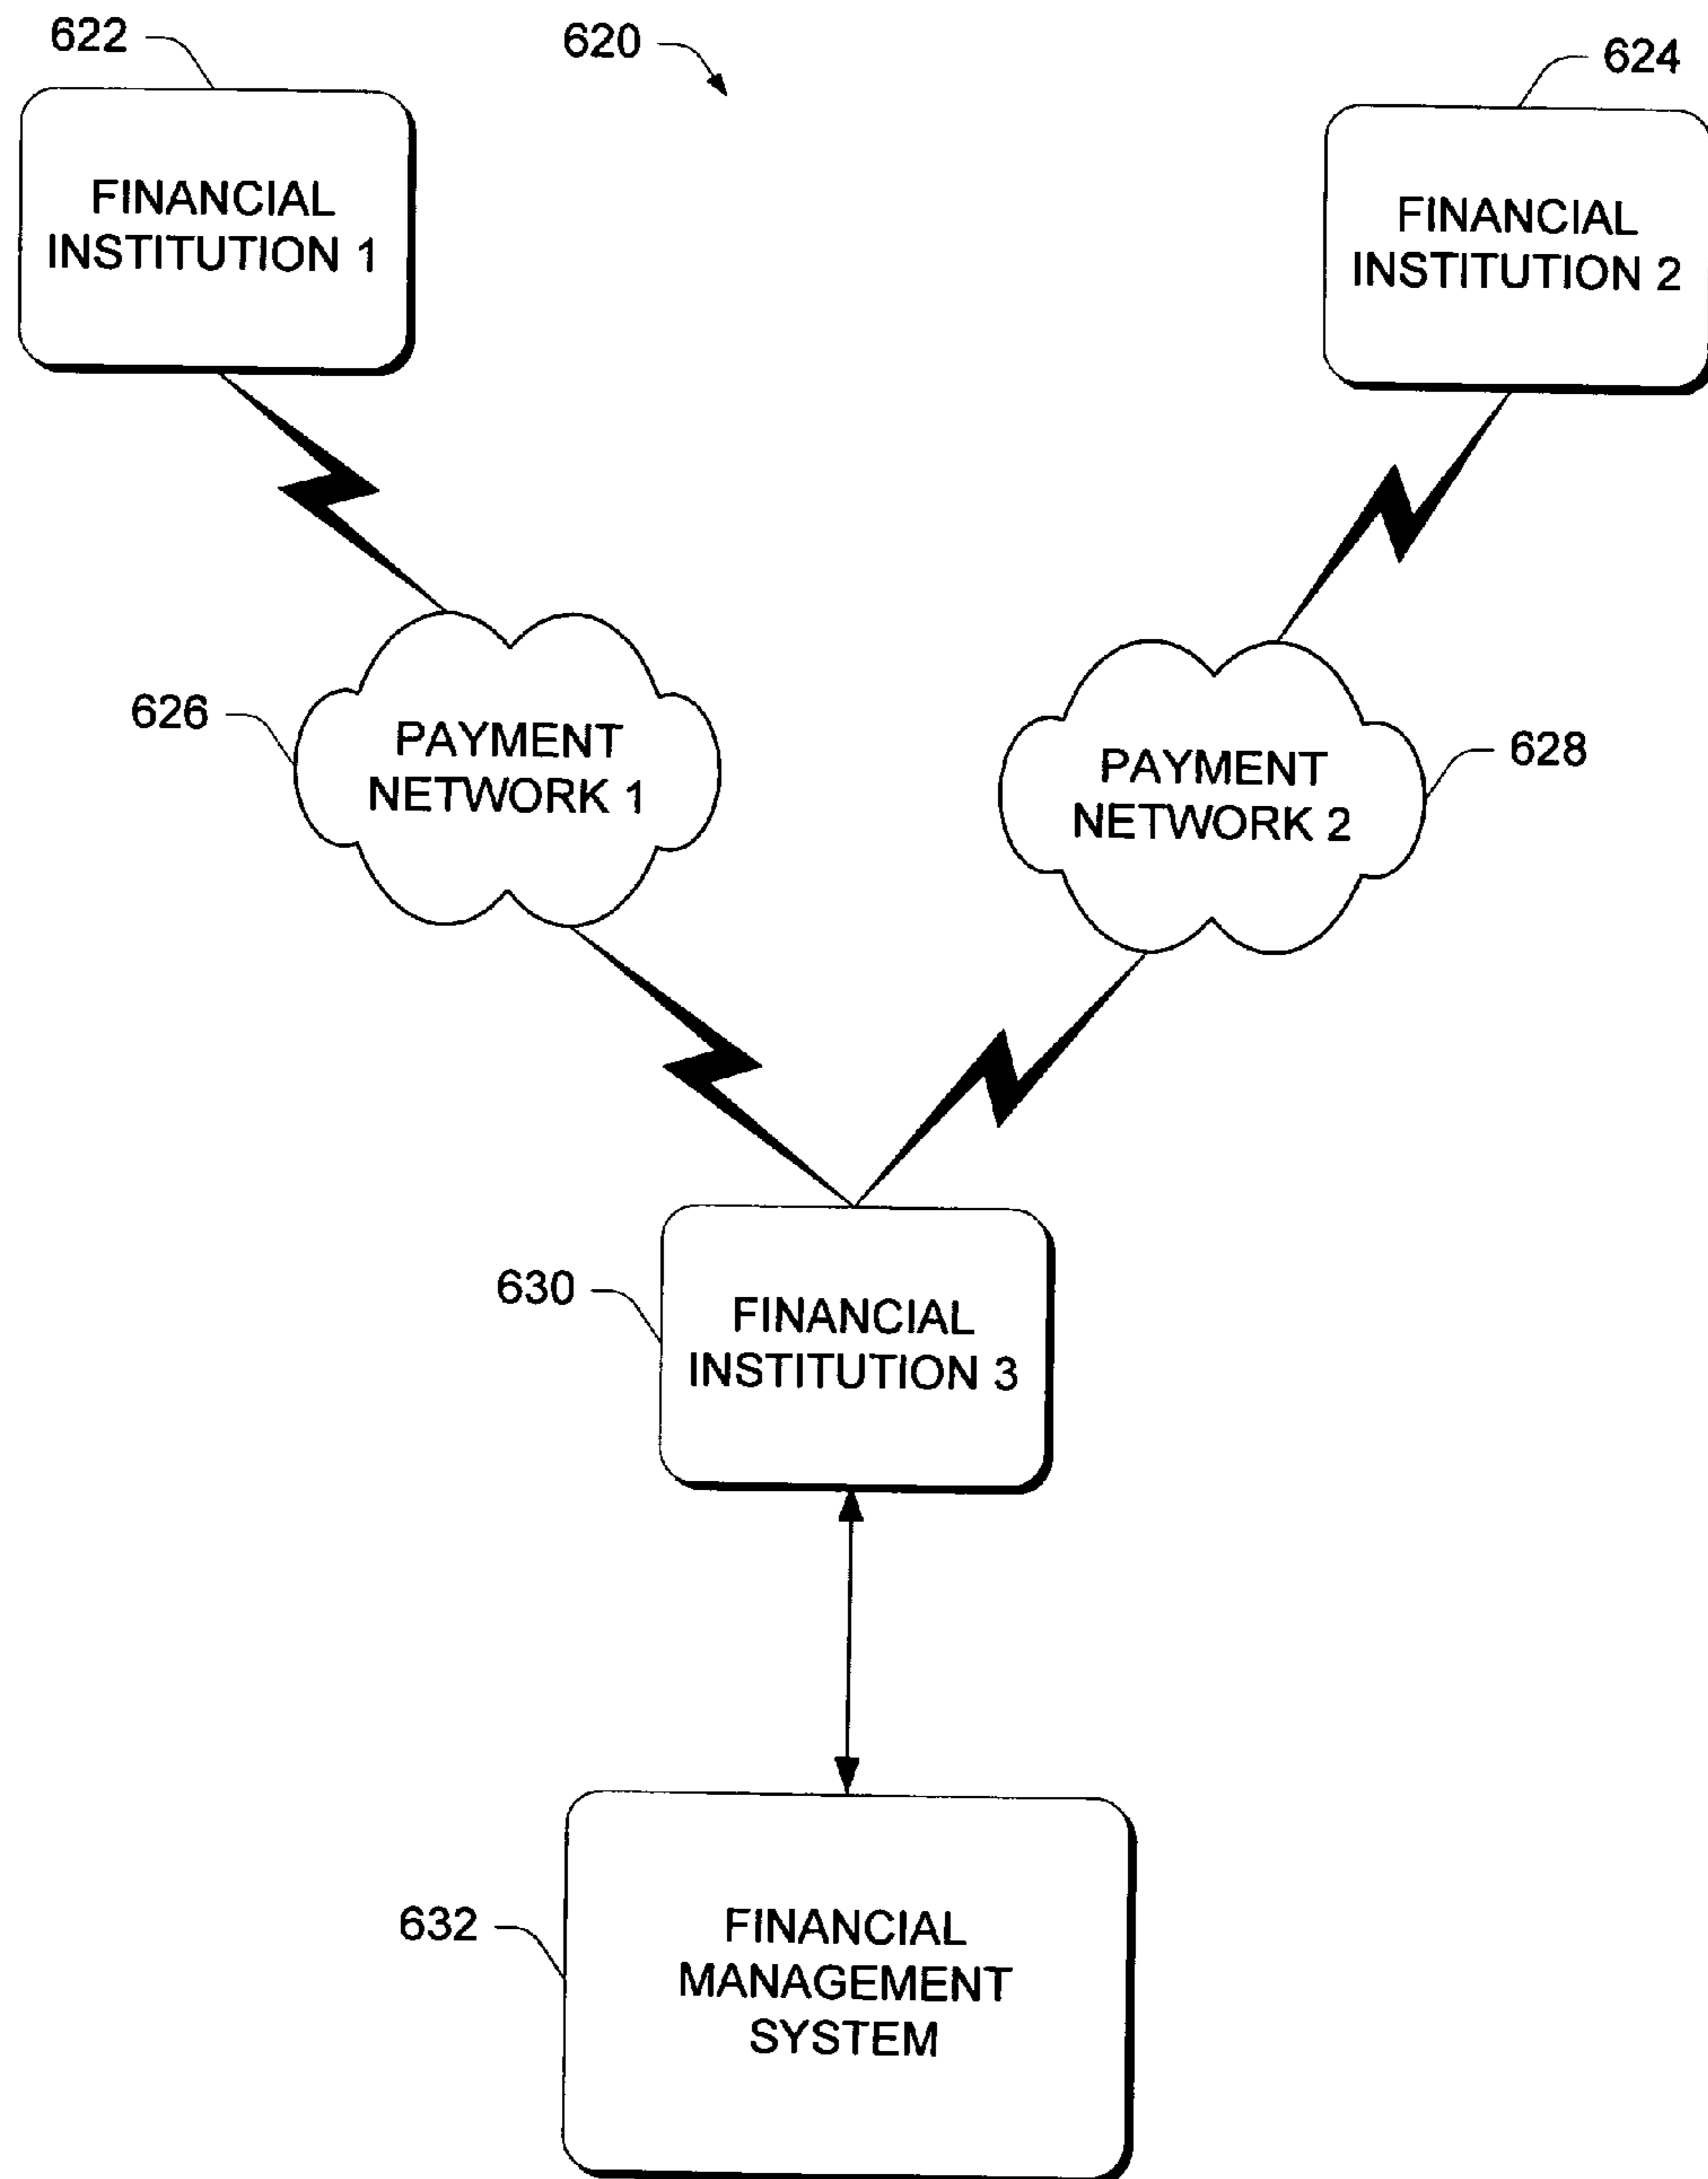 622
620
624
FINANCIAL
INSTITUTION 1
FINANCIAL
INSTITUTION 2
626
PAYMENT
NETWORK 1
PAYMENT
NETWORK 2
628
630
FINANCIAL
INSTITUTION 3
632
FINANCIAL
MANAGEMENT
SYSTEM